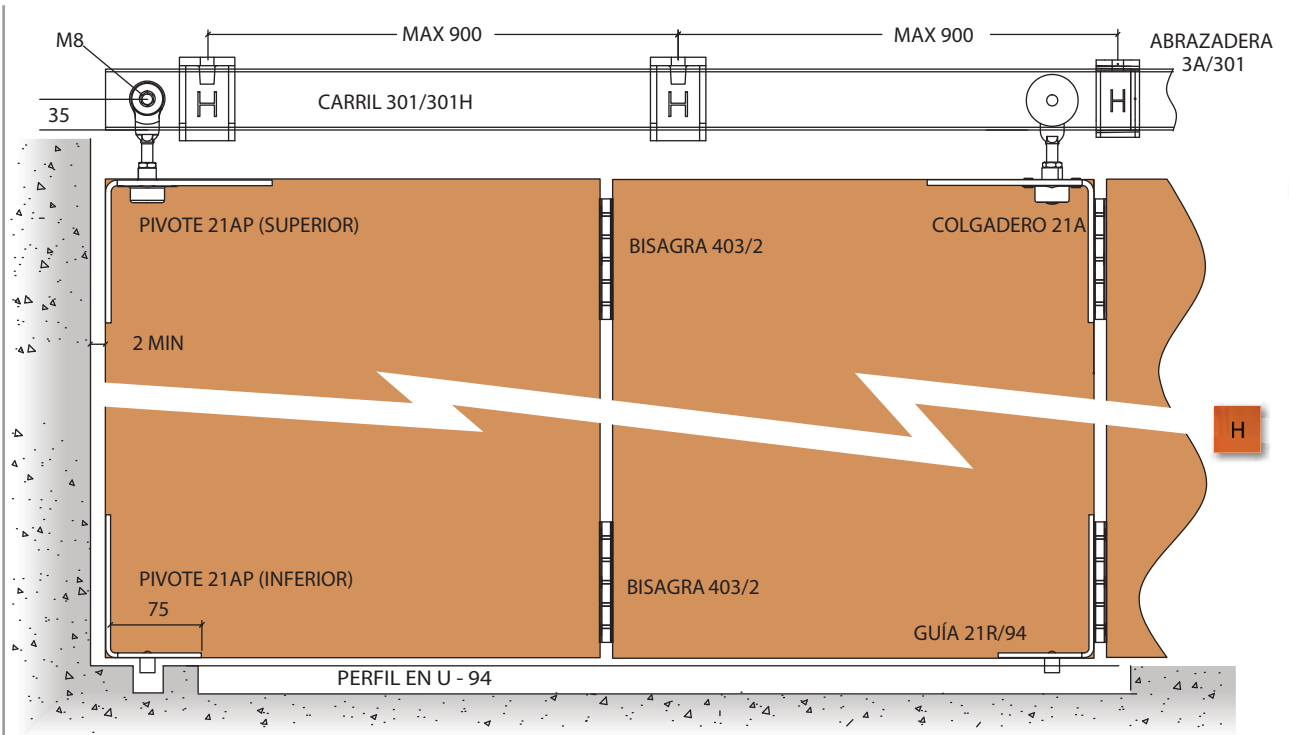 MAX 900
MAX 900
M8
ABRAZADERA
3A/301
H
H
H
CARRIL 301/301H
35
PIVOTE 21AP (SUPERIOR)
COLGADERO 21A
BISAGRA 403/2
2 MIN
H
PIVOTE 21AP (INFERIOR)
BISAGRA 403/2
75
GUÍA 21R/94
PERFIL EN U - 94